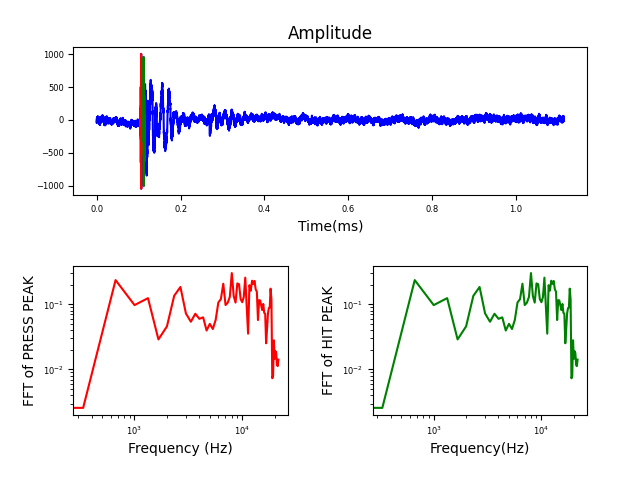 Amplitude
1000
500
0
−500
−1000
0.0 0.2 0.4 0.6 0.8 1.0
Time(ms)
FFT of PRESS PEAK
10⁻¹
10⁻²
10³ 10⁴
Frequency (Hz)
FFT of HIT PEAK
10⁻¹
10⁻²
10³ 10⁴
Frequency(Hz)